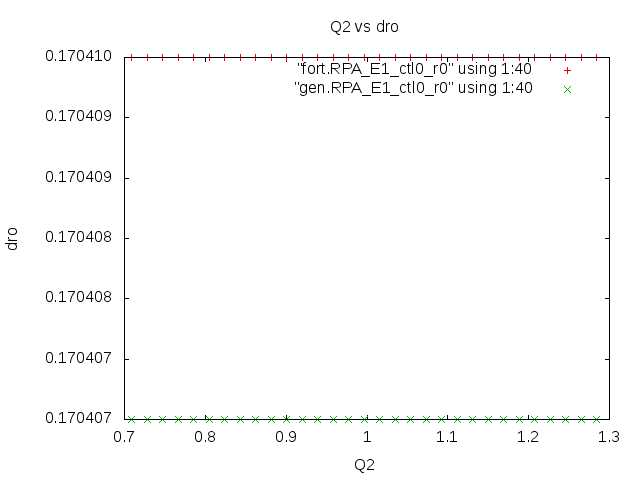 Q2 vs dro
0.170410
"fort.RPA_E1_ctl0_r0" using 1:40
"gen.RPA_E1_ctl0_r0" using 1:40
0.170409
0.170409
0.170408
0.170408
0.170407
0.170407
dro
0.7 0.8 0.9 1 1.1 1.2 1.3
Q2